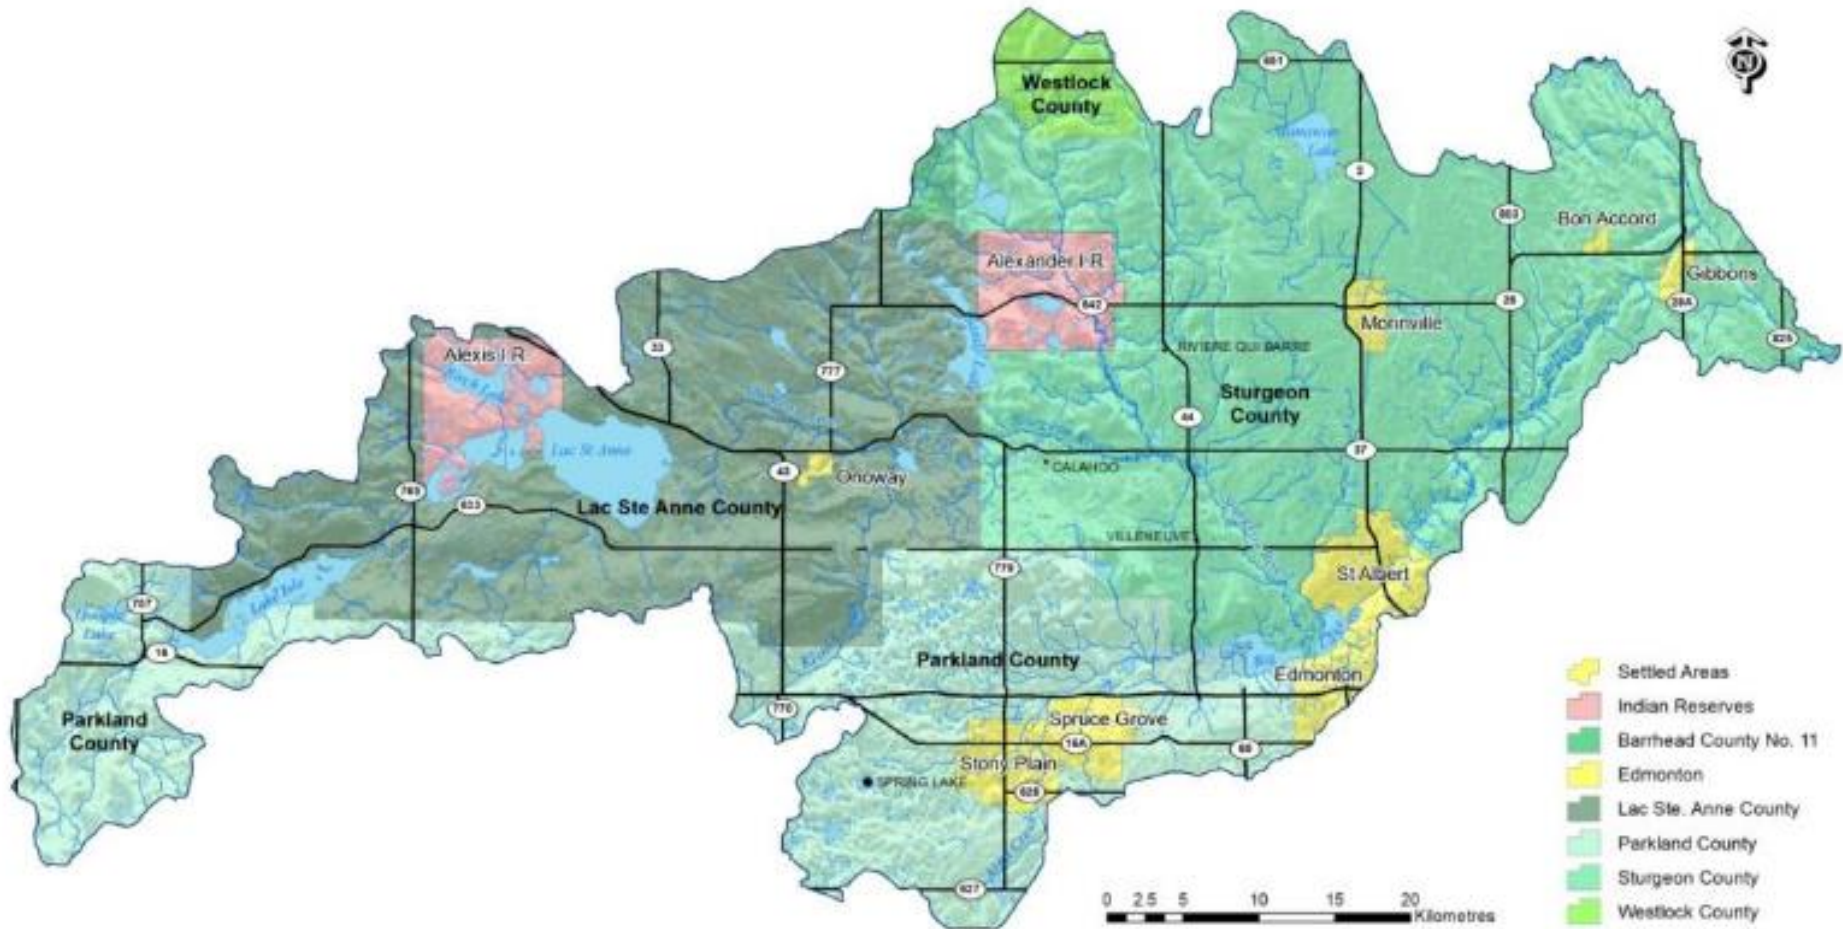 N
Westlock
County
651
2
803
Bon Accord
Alexander I.R.
Gibbons
642
28
28A
Morinville
825
Alexis I.R.
33
RIVIERE QUI BARRE
777
Sturgeon
County
44
Lac St Anne
37
CALAHOO
43
Onoway
765
633
Lac Ste Anne County
VILLENEUVE
779
St Albert
Lake Isle
757
16
Parkland County
Edmonton
Settled Areas
Indian Reserves
Parkland
County
770
Spruce Grove
Barrhead County No. 11
16A
60
Stony Plain
SPRING LAKE
628
Edmonton
Lac Ste. Anne County
Parkland County
Sturgeon County
627
0 2.5 5 10 15 20
Kilometres
Westlock County